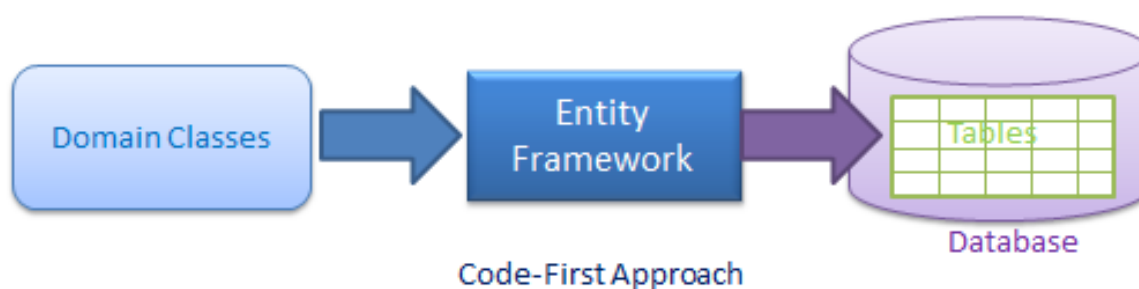 Domain Classes
Entity
Framework
Tables
Database
Code-First Approach